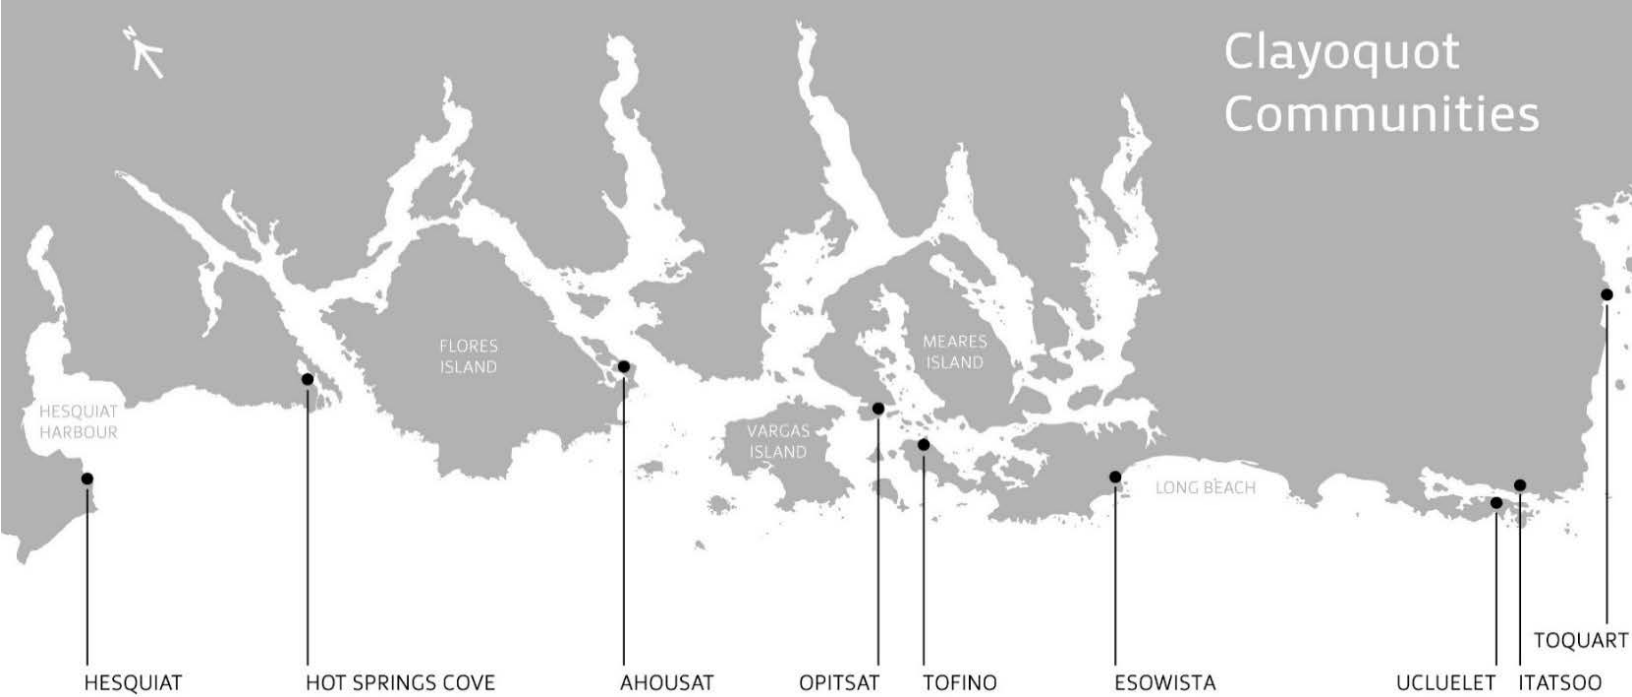 N
Clayoquot
Communities
FLORES
ISLAND
MEARES
ISLAND
HESQUIAT
HARBOUR
VARGAS
ISLAND
LONG BEACH
TOQUART
HESQUIAT
HOT SPRINGS COVE
AHOUSAT
OPITSAT
TOFINO
ESOWISTA
UCLUELET
ITATSOO